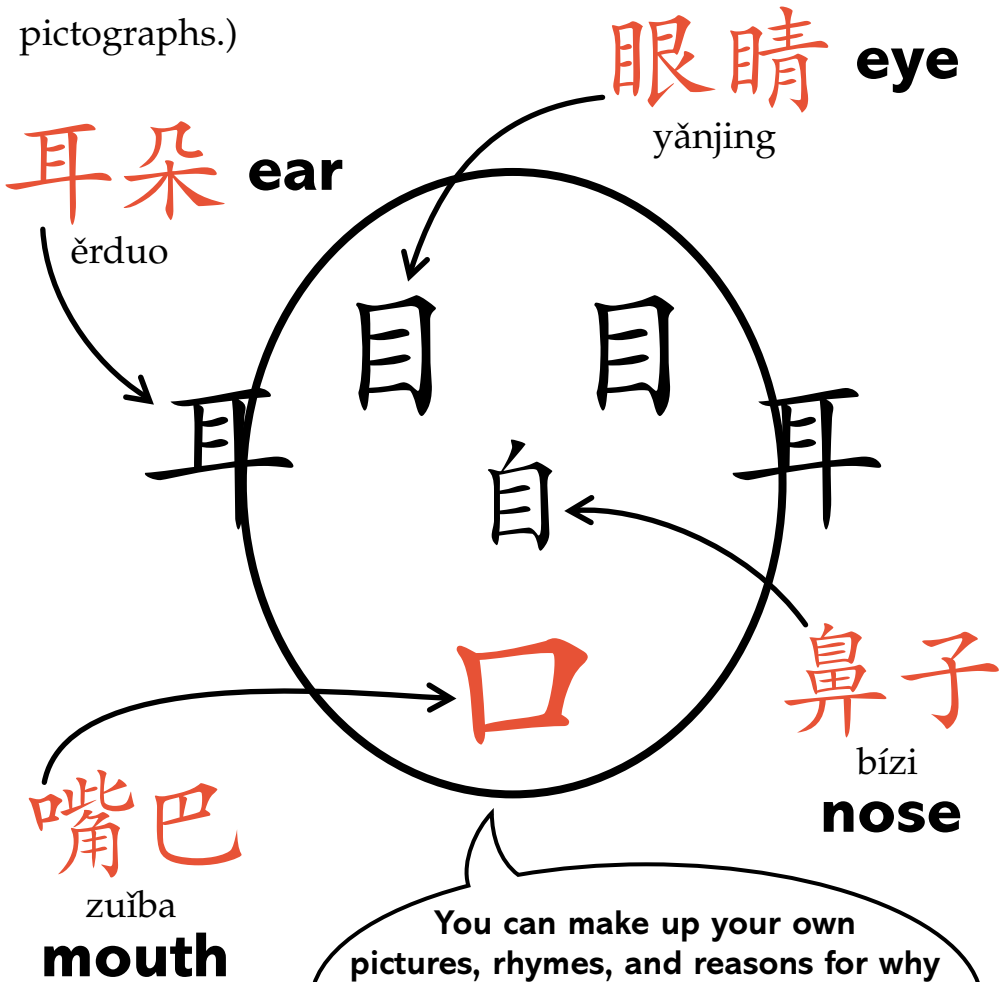 pictographs.)
眼睛 eye
yǎnjing
耳朵 ear
ěrduo
目 目
耳 耳
自
口
鼻子
bízi
nose
嘴巴
zuǐba
mouth
You can make up your own
pictures, rhymes, and reasons for why